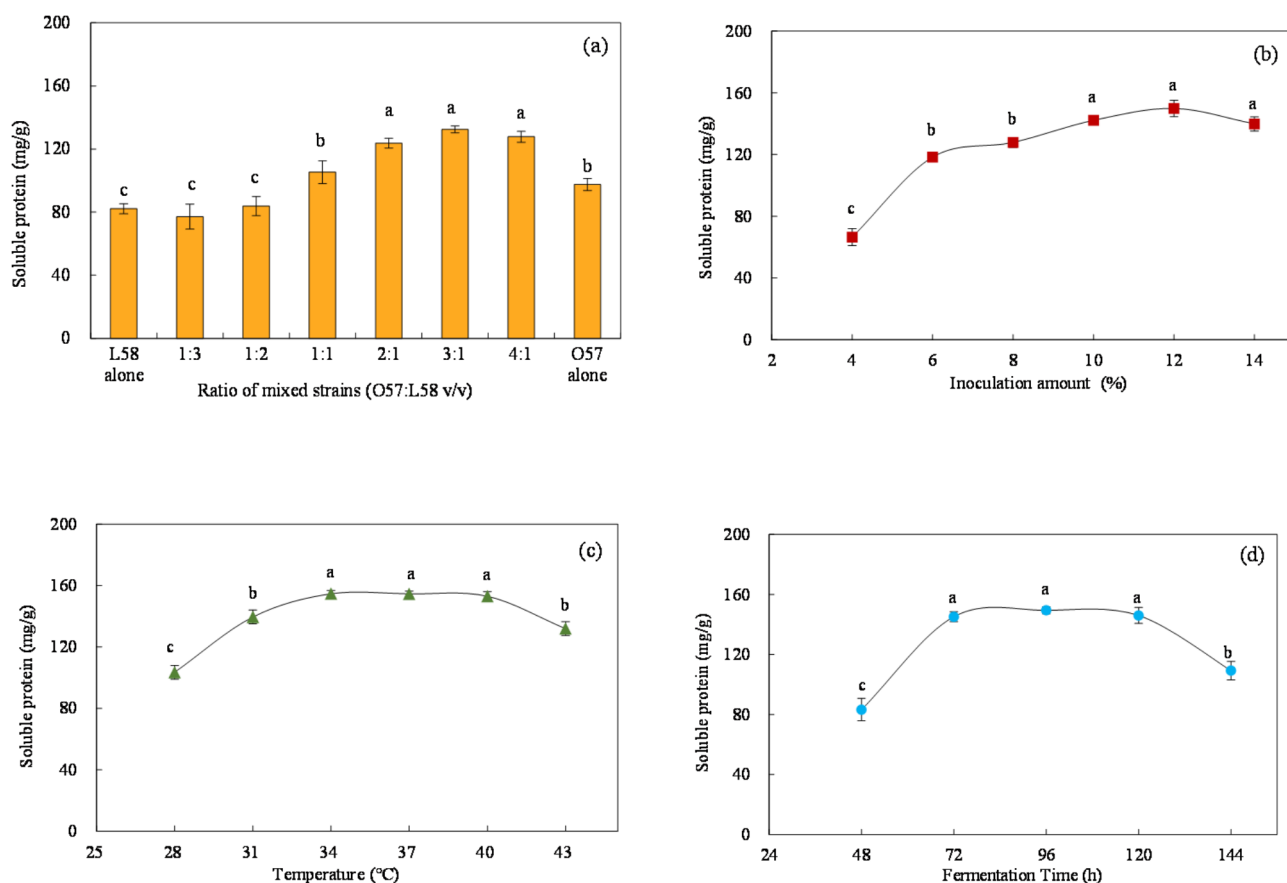 (a)
Soluble protein (mg/g)
200
160
120
80
40
0
c
c
c
b
a
a
a
b
L58 alone
1:3
1:2
1:1
2:1
3:1
4:1
O57 alone
Ratio of mixed strains (O57:L58 v/v)
(b)
Soluble protein (mg/g)
200
160
120
80
40
0
c
b
b
a
a
a
2
4
6
8
10
12
14
Inoculation amount (%)
(c)
Soluble protein (mg/g)
200
160
120
80
40
0
c
b
a
a
a
b
25
28
31
34
37
40
43
Temperature (℃)
(d)
Soluble protein (mg/g)
200
160
120
80
40
0
c
a
a
a
b
24
48
72
96
120
144
Fermentation Time (h)